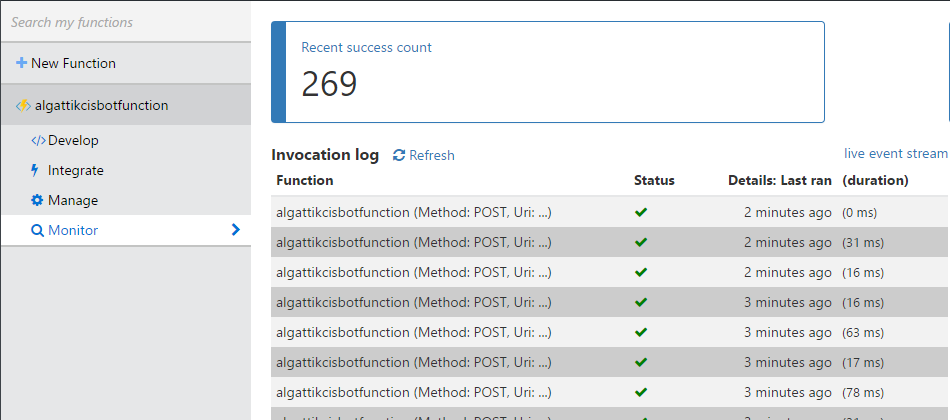 Search my functions
New Function
algattikcisbotfunction
Develop
Integrate
Manage
Monitor
Recent success count
269
Invocation log Refresh live event stream
Function Status Details: Last ran (duration)
algattikcisbotfunction (Method: POST, Uri: ...) 2 minutes ago (0 ms)
algattikcisbotfunction (Method: POST, Uri: ...) 2 minutes ago (31 ms)
algattikcisbotfunction (Method: POST, Uri: ...) 2 minutes ago (16 ms)
algattikcisbotfunction (Method: POST, Uri: ...) 3 minutes ago (16 ms)
algattikcisbotfunction (Method: POST, Uri: ...) 3 minutes ago (63 ms)
algattikcisbotfunction (Method: POST, Uri: ...) 3 minutes ago (17 ms)
algattikcisbotfunction (Method: POST, Uri: ...) 3 minutes ago (78 ms)